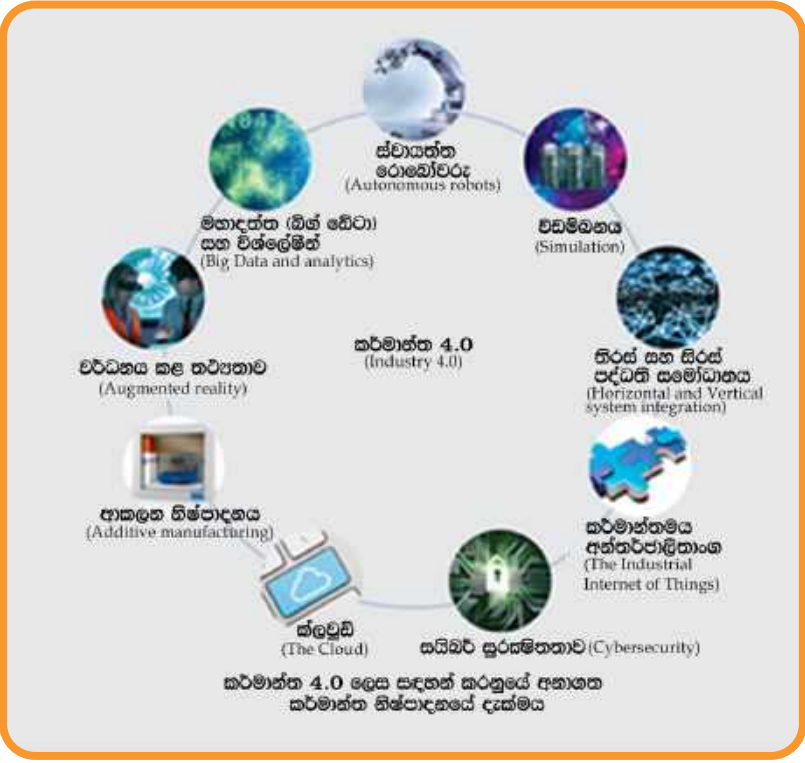 ස්වායත්ත
රොබෝවරු
(Autonomous robots)
විඩම්බනය
(Simulation)
තිරස් සහ සිරස්
පද්ධති සමෝධානය
(Horizontal and Vertical
system integration)
කර්මාන්තමය
අන්තර්ජාලිතාංග
(The Industrial
Internet of Things)
සයිබර් සුරක්ෂිතතාව (Cybersecurity)
ක්ලවුඩ්
(The Cloud)
ආකලන නිෂ්පාදනය
(Additive manufacturing)
වර්ධනය කළ තථ්‍යතාව
(Augmented reality)
මහාදත්ත (බිග් ඩේටා)
සහ විශ්ලේෂීන්
(Big Data and analytics)
කර්මාන්ත 4.0
(Industry 4.0)
කර්මාන්ත 4.0 ලෙස සඳහන් කරනුයේ අනාගත
කර්මාන්ත නිෂ්පාදනයේ දැක්මය